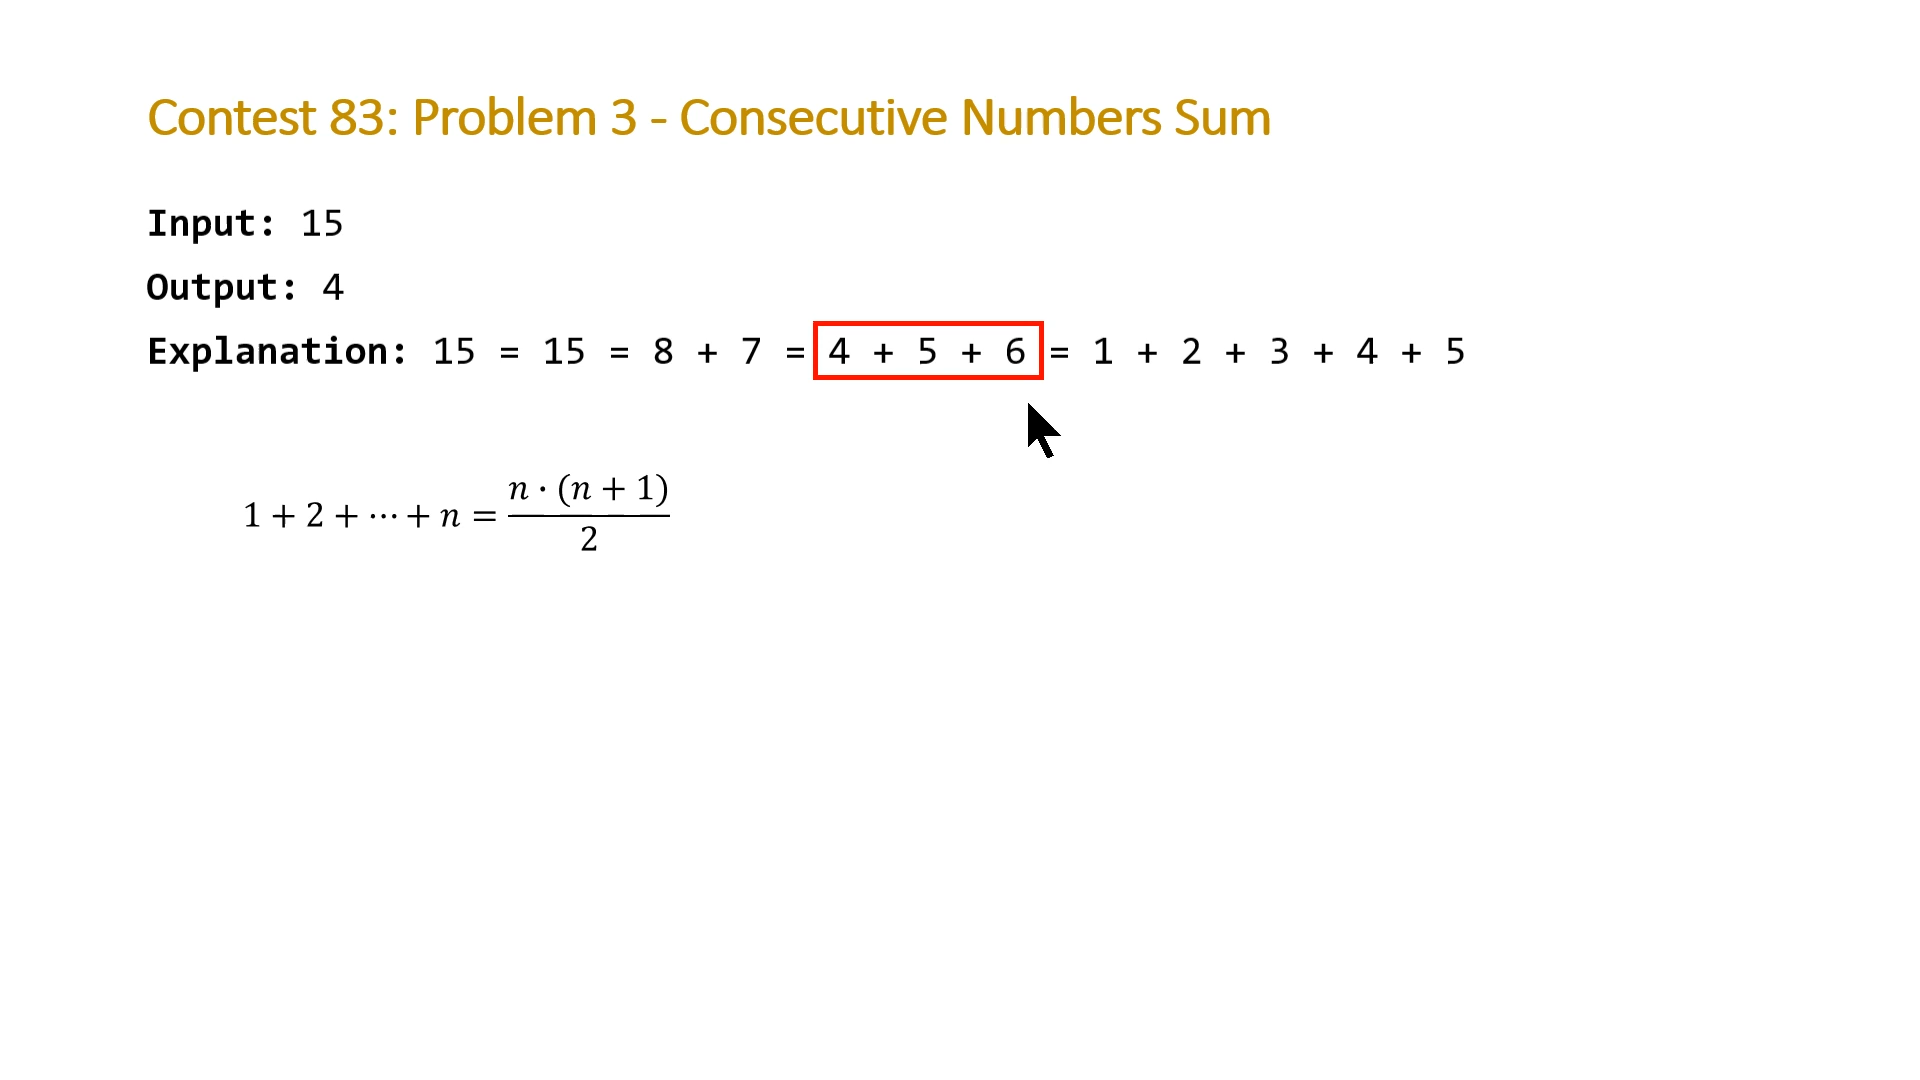 Contest 83: Problem 3 - Consecutive Numbers Sum
Input: 15
Output: 4
Explanation: 15 = 15 = 8 + 7 = 4 + 5 + 6 = 1 + 2 + 3 + 4 + 5
1 + 2 + ⋯ + n = n · (n + 1) / 2